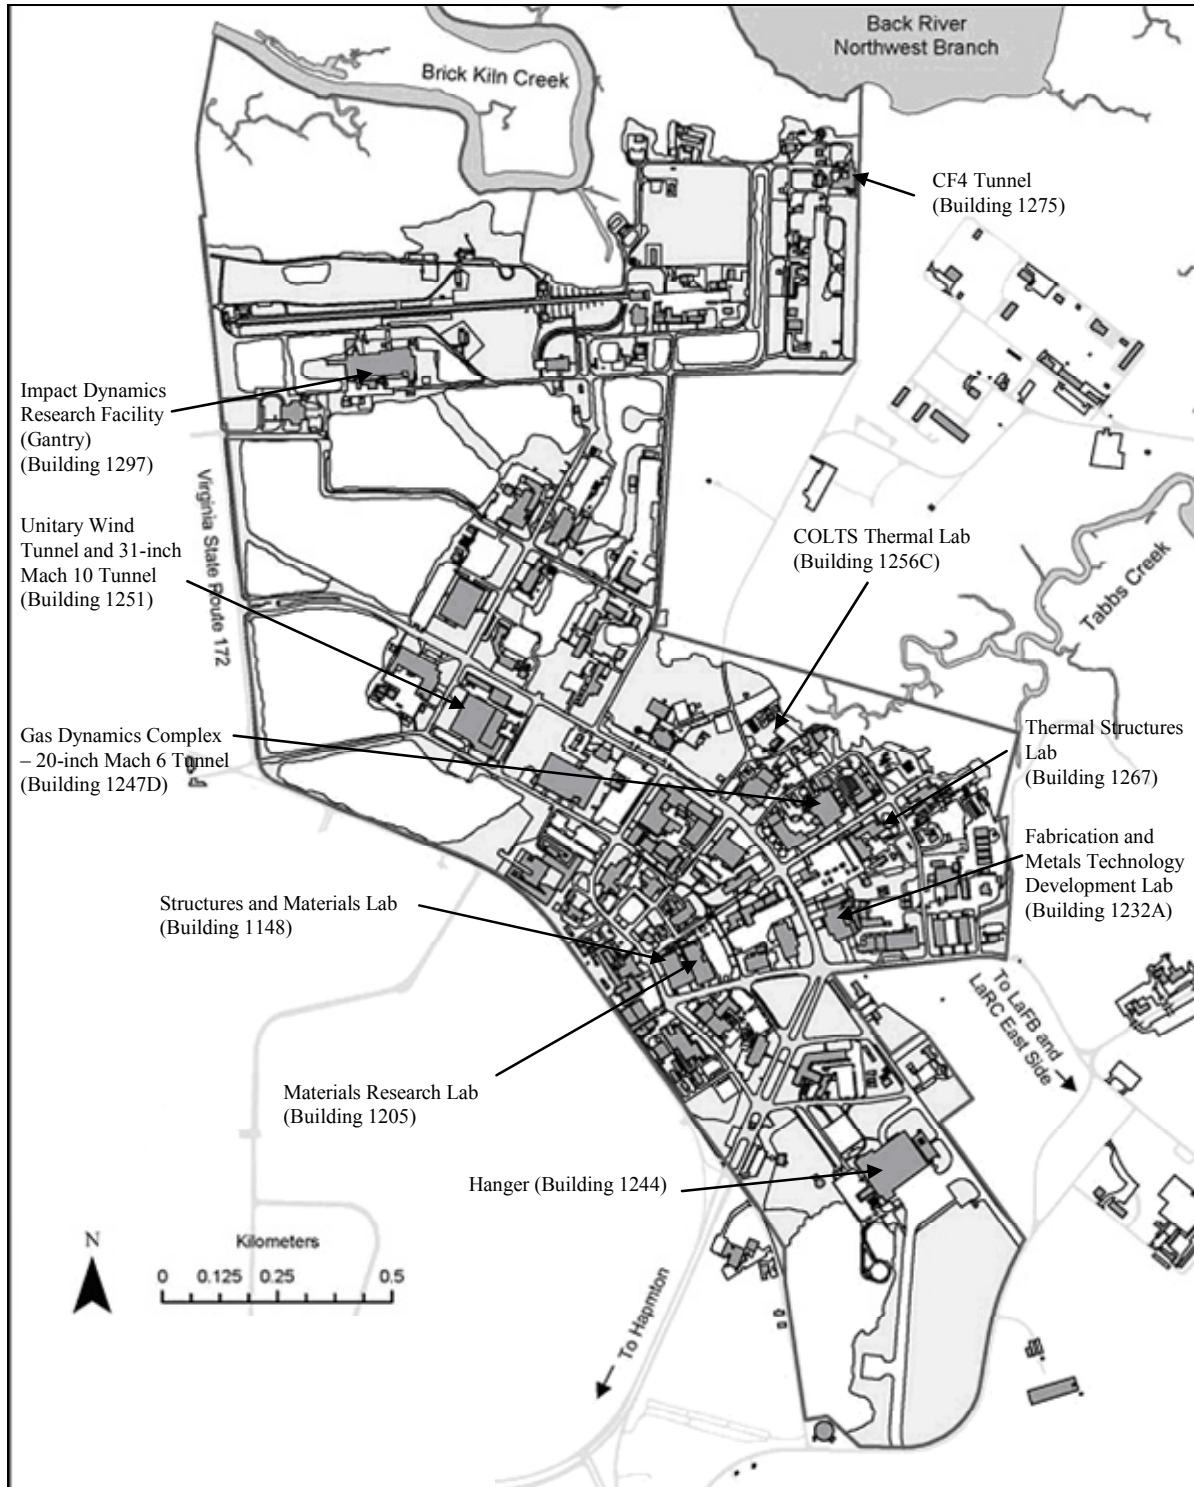 Back River
Northwest Branch
Brick Kiln Creek
CF4 Tunnel
(Building 1275)
Impact Dynamics
Research Facility
(Gantry)
(Building 1297)
Virginia State Route 172
Unitary Wind
Tunnel and 31-inch
Mach 10 Tunnel
(Building 1251)
COLTS Thermal Lab
(Building 1256C)
Tabbs Creek
Gas Dynamics Complex
– 20-inch Mach 6 Tunnel
(Building 1247D)
Thermal Structures
Lab
(Building 1267)
Fabrication and
Metals Technology
Development Lab
(Building 1232A)
Structures and Materials Lab
(Building 1148)
To LaFB and
LaRC East Side
Materials Research Lab
(Building 1205)
Hanger (Building 1244)
N
Kilometers
0 0.125 0.25 0.5
To Hapmton